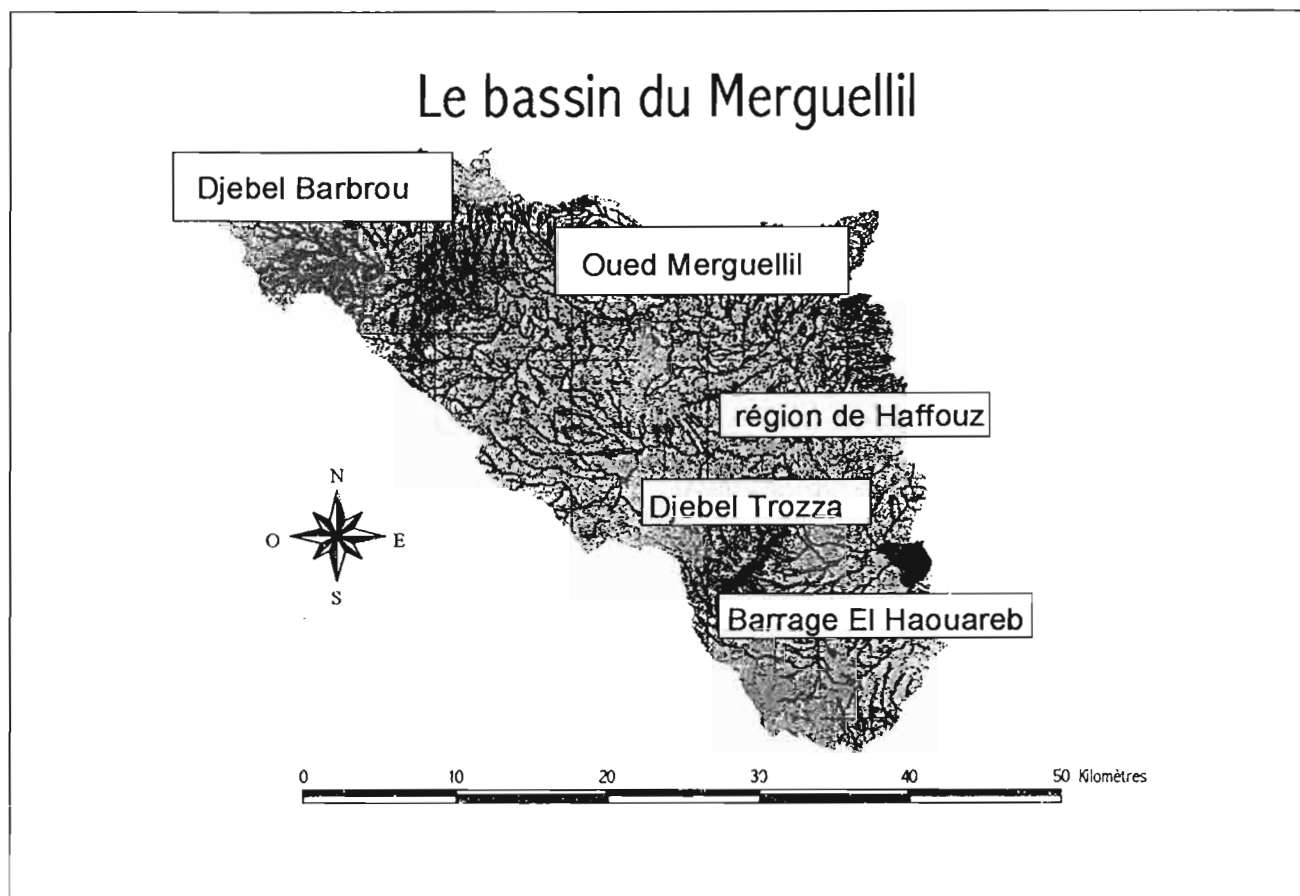 Le bassin du Merguellil
Djebel Barbrou
Oued Merguellil
région de Haffouz
Djebel Trozza
Barrage El Haouareb
N
O E
S
0 10 20 30 40 50 Kilomètres